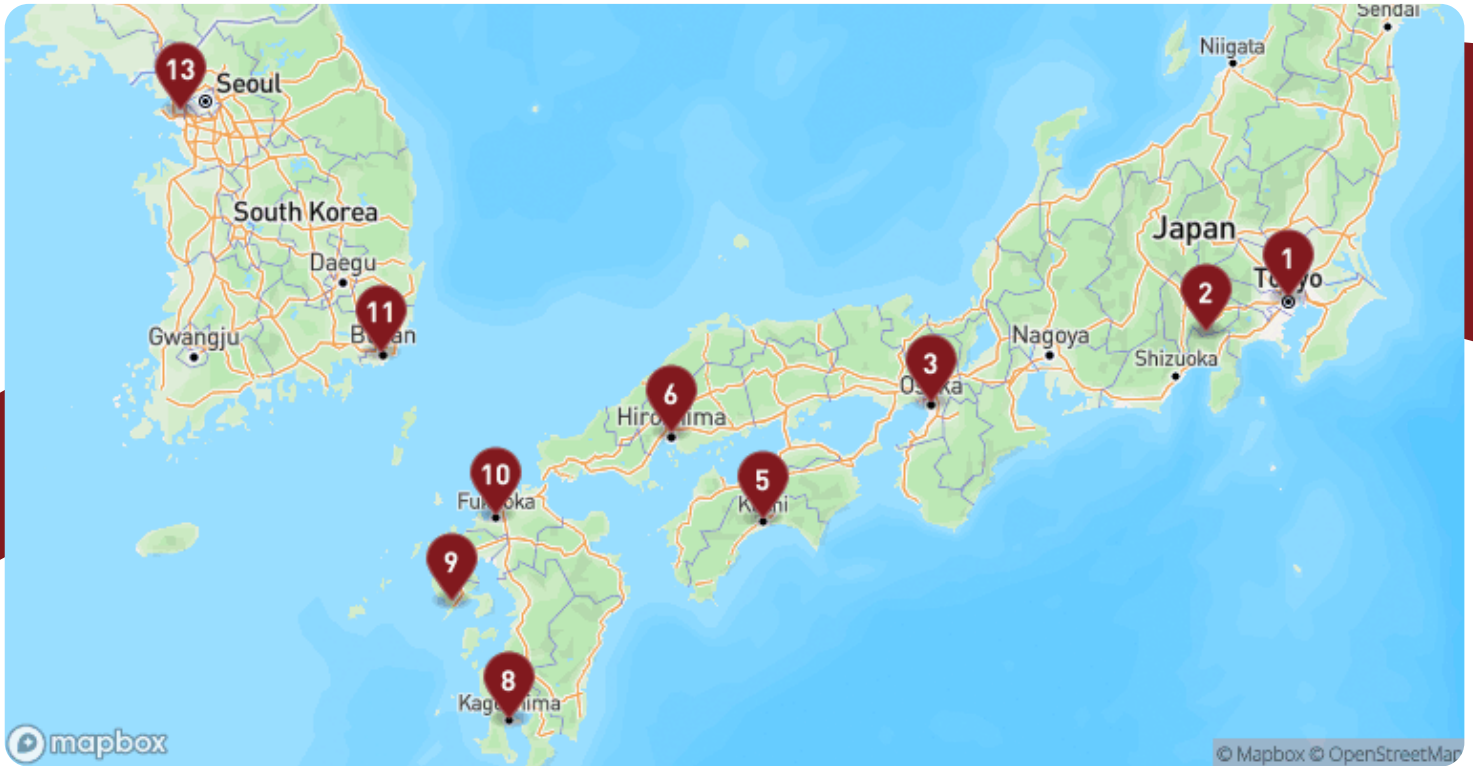 Sendai
Niigata
13
Seoul
South Korea
Japan
1
Daegu
2
11
Gwangju
Nagoya
3
Shizuoka
6
10
5
9
8
mapbox
© Mapbox © OpenStreetMap